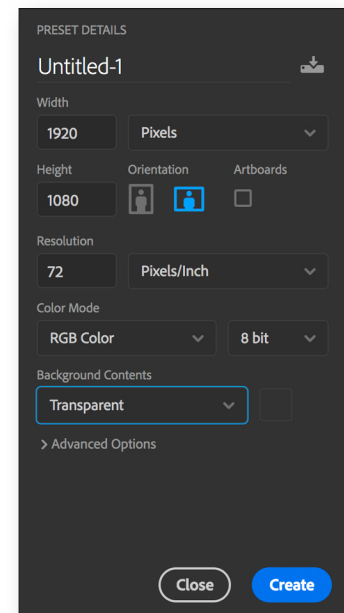 PRESET DETAILS
Untitled-1
Width
1920 Pixels
Height Orientation Artboards
1080
Resolution
72 Pixels/Inch
Color Mode
RGB Color 8 bit
Background Contents
Transparent
> Advanced Options
Close Create